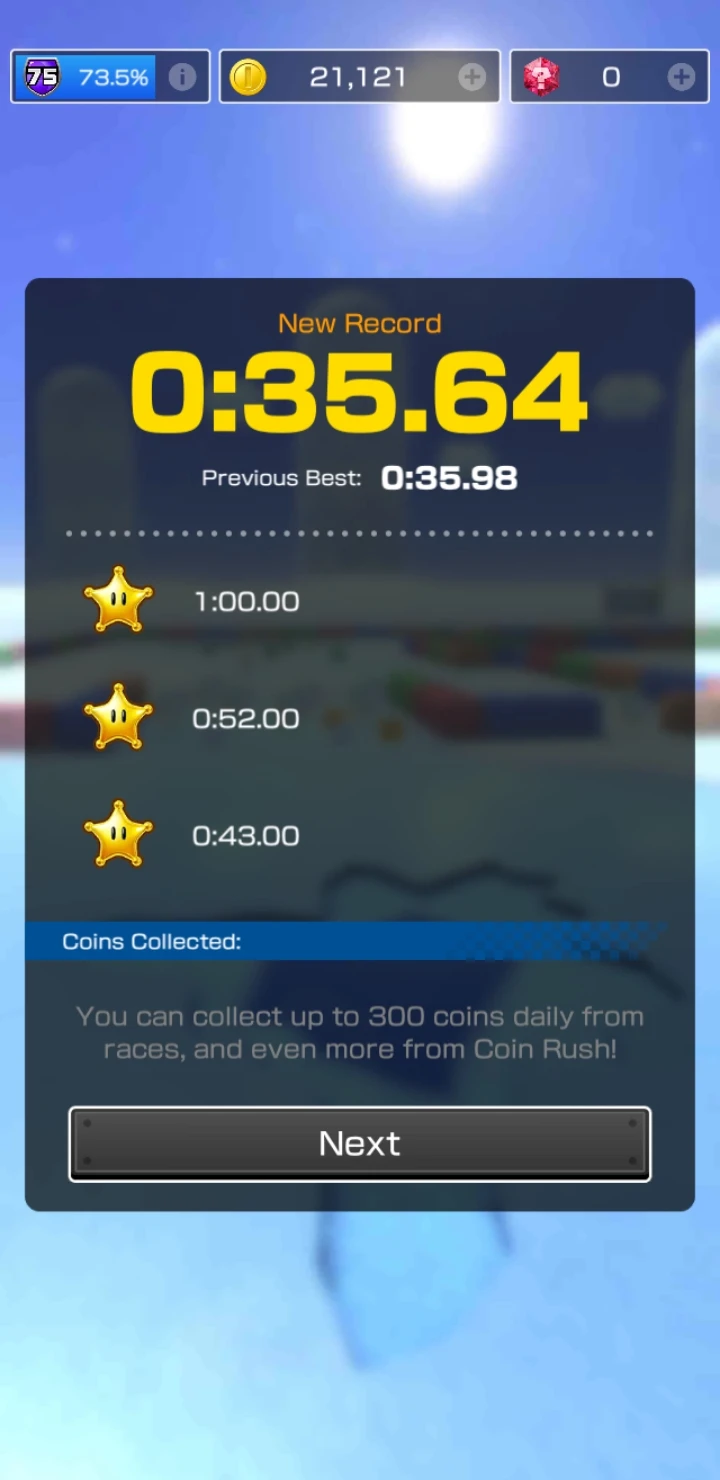 75 73.5% 21,121 0
New Record
0:35.64
Previous Best: 0:35.98
1:00.00
0:52.00
0:43.00
Coins Collected:
You can collect up to 300 coins daily from
races, and even more from Coin Rush!
Next